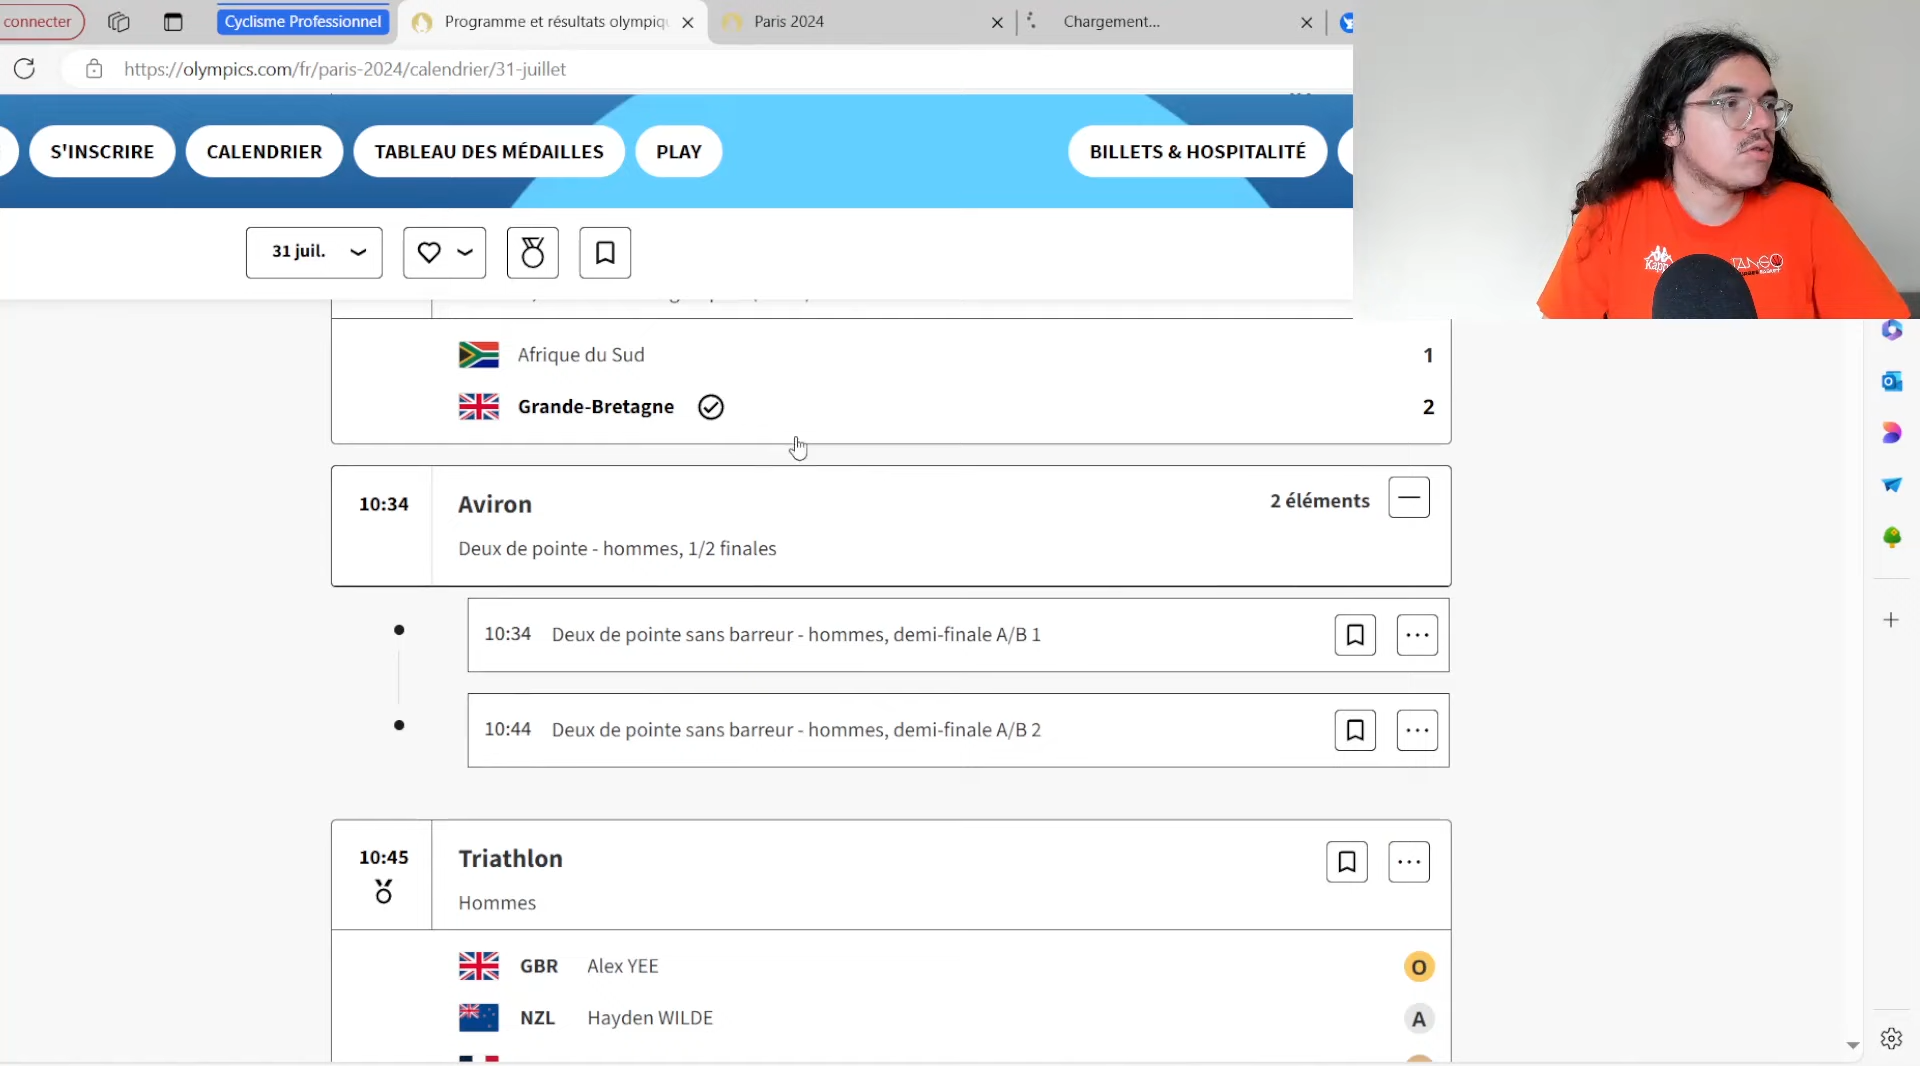 connecter
Cyclisme Professionnel
Programme et résultats olympiqu
Paris 2024
Chargement...
https://olympics.com/fr/paris-2024/calendrier/31-juillet
S'INSCRIRE
CALENDRIER
TABLEAU DES MÉDAILLES
PLAY
BILLETS & HOSPITALITÉ
Kappa
31 juil.
Afrique du Sud
1
Grande-Bretagne
2
10:34
Aviron
2 éléments
Deux de pointe - hommes, 1/2 finales
10:34 Deux de pointe sans barreur - hommes, demi-finale A/B 1
10:44 Deux de pointe sans barreur - hommes, demi-finale A/B 2
10:45
Triathlon
Hommes
GBR Alex YEE
O
NZL Hayden WILDE
A